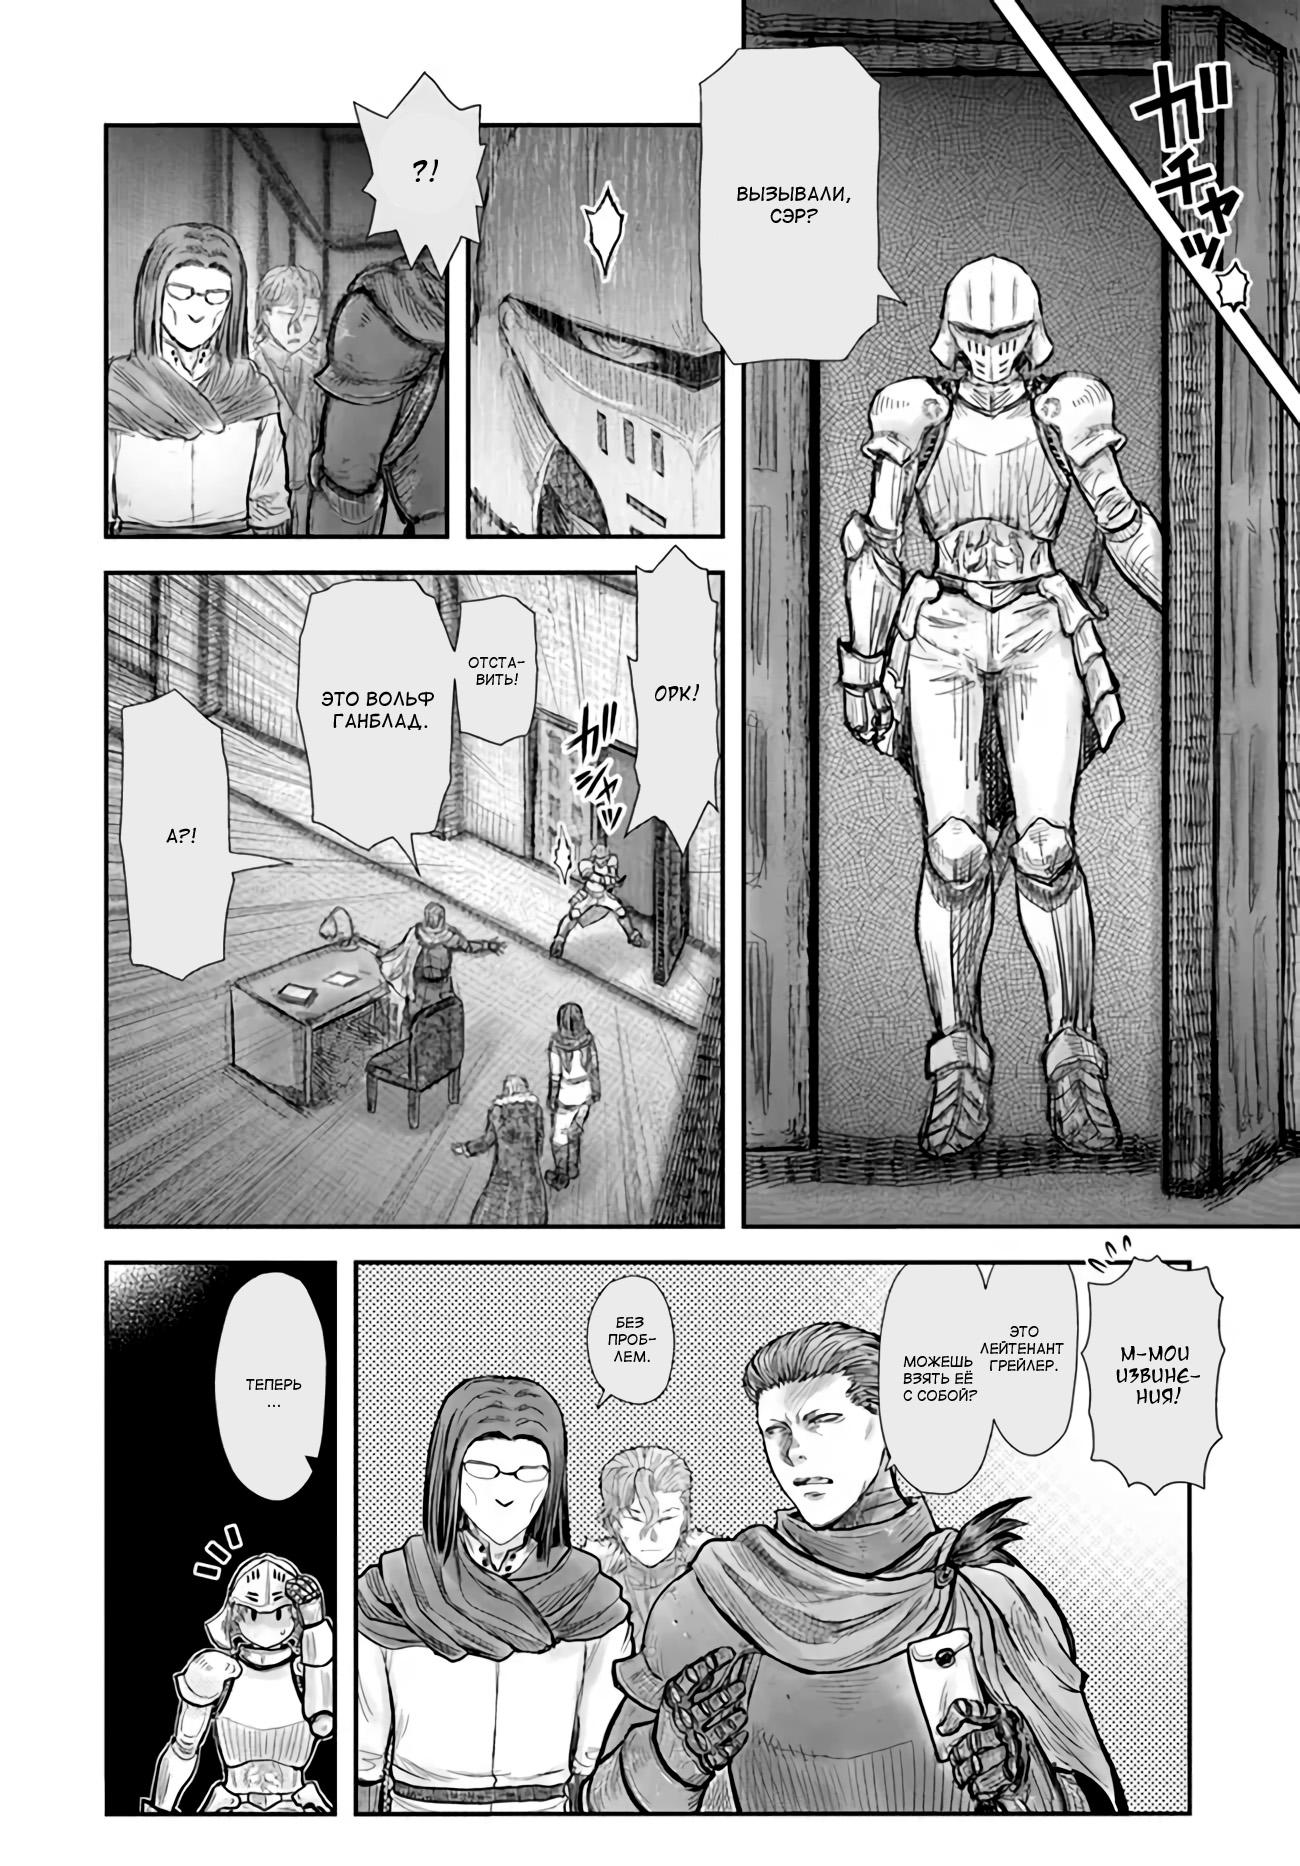 ガチャッ
ВЫЗЫВАЛИ,
СЭР?
?!
ОРК!
ガシャッ
ОТСТА-
ВИТЬ!
ЭТО ВОЛЬФ
ГАНБЛАД.
А?!
М-МОИ
ИЗВИНЕ-
НИЯ!
ЭТО
ЛЕЙТЕНАНТ
ГРЕЙЛЕР.
МОЖЕШЬ
ВЗЯТЬ ЕЁ
С СОБОЙ?
БЕЗ
ПРОБ-
ЛЕМ.
ТЕПЕРЬ
...